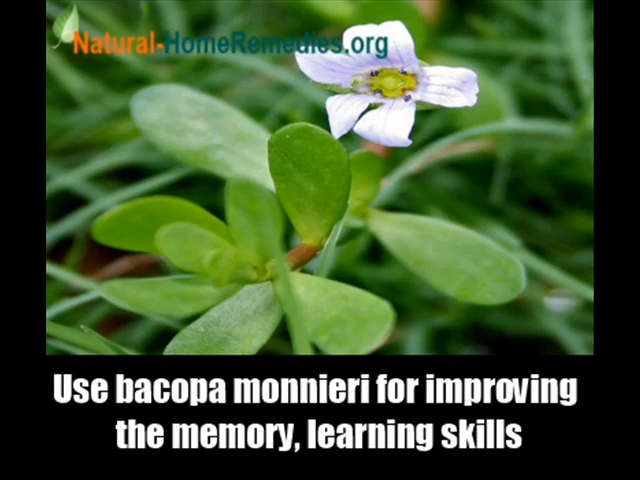 Natural-HomeRemedies.org
Use bacopa monnieri for improving
the memory, learning skills